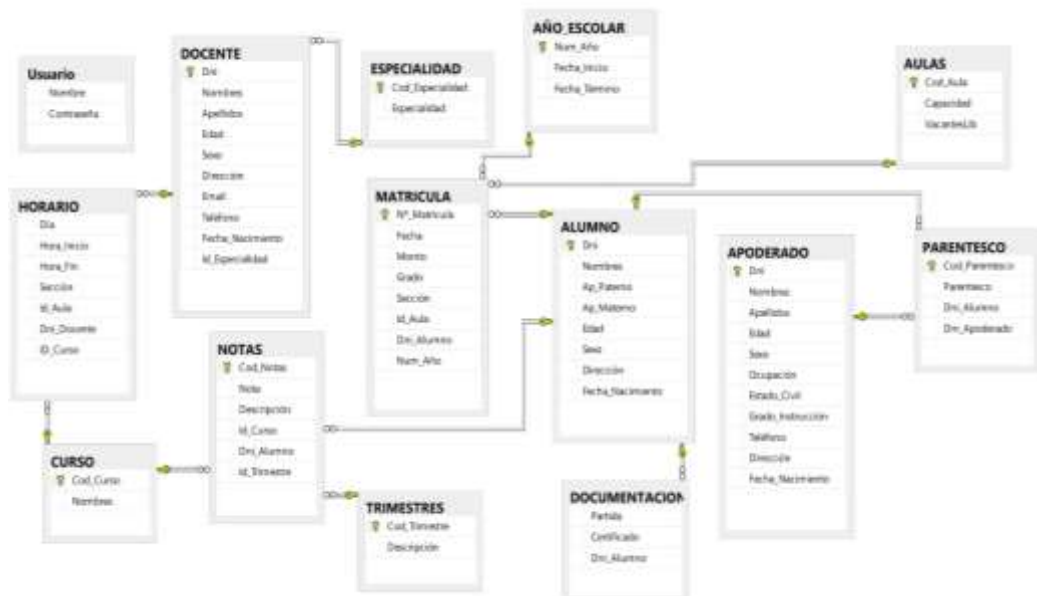 Usuario
Nombre
Contraseña
DOCENTE
Dni
Nombres
Apellidos
Edad
Sexo
Dirección
Email
Teléfono
Fecha_Nacimiento
Id_Especialidad
ESPECIALIDAD
Cod_Especialidad
Especialidad
AÑO_ESCOLAR
Num_Año
Fecha_Inicio
Fecha_Termino
AULAS
Cod_Aula
Capacidad
VacantesLib
HORARIO
Dia
Hora_Inicio
Hora_Fin
Sección
Id_Aula
Dni_Docente
ID_Curso
MATRICULA
Nº_Matricula
Fecha
Monto
Grado
Sección
Id_Aula
Dni_Alumno
Num_Año
ALUMNO
Dni
Nombres
Ap_Paterno
Ap_Materno
Edad
Sexo
Dirección
Fecha_Nacimiento
APODERADO
Dni
Nombres
Apellidos
Edad
Sexo
Ocupación
Estado_Civil
Grado_Instruccion
Teléfono
Dirección
Fecha_Nacimiento
PARENTESCO
Cod_Parentesco
Parentesco
Dni_Alumno
Dni_Apoderado
NOTAS
Cod_Notas
Nota
Descripción
Id_Curso
Dni_Alumno
Id_Trimestre
CURSO
Cod_Curso
Nombres
TRIMESTRES
Cod_Trimestre
Descripción
DOCUMENTACION
Partida
Certificado
Dni_Alumno